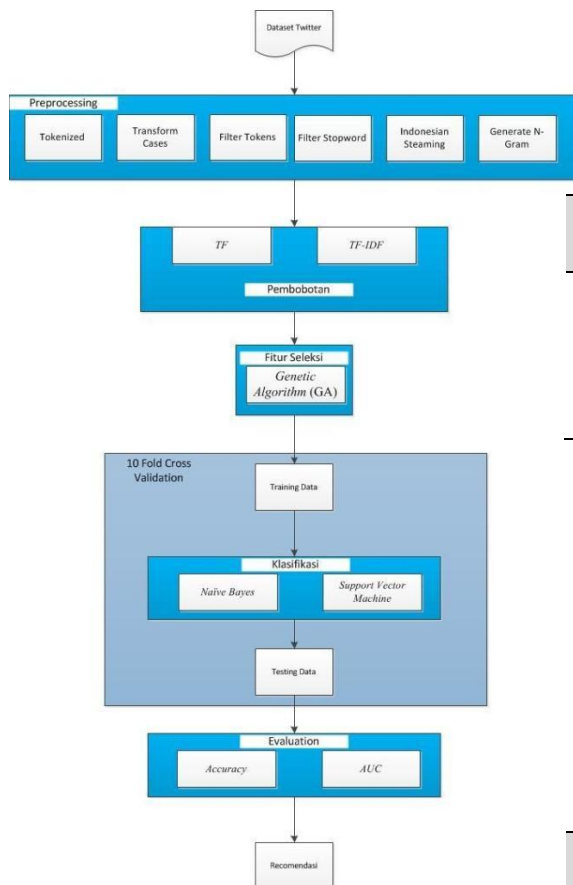 Dataset Twitter
Preprocessing
Tokenized
Transform
Cases
Filter Tokens
Filter Stopword
Indonesian
Steaming
Generate N-
Gram
TF
TF-IDF
Pembobotan
Fitur Seleksi
Genetic
Algorithm (GA)
10 Fold Cross
Validation
Training Data
Klasifikasi
Naïve Bayes
Support Vector
Machine
Testing Data
Evaluation
Accuracy
AUC
Recomendasi